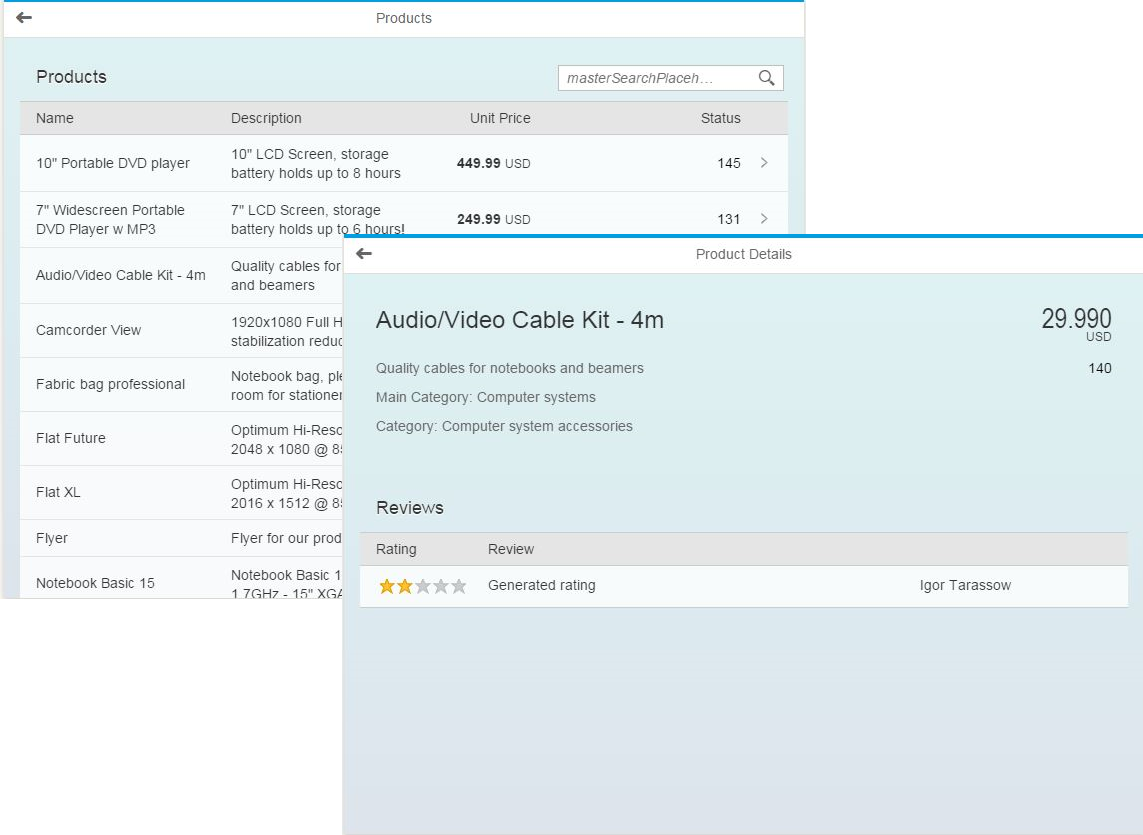 Products
Products
masterSearchPlaceh…
Name Description Unit Price Status
10" Portable DVD player
10" LCD Screen, storage
battery holds up to 8 hours
449.99 USD
145
7" Widescreen Portable
DVD Player w MP3
7" LCD Screen, storage
battery holds up to 6 hours!
249.99 USD
131
Audio/Video Cable Kit - 4m
Quality cables for
and beamers
Camcorder View
1920x1080 Full H
stabilization reduc
Fabric bag professional
Notebook bag, ple
room for stationer
Flat Future
Optimum Hi-Reso
2048 x 1080 @ 85
Flat XL
Optimum Hi-Reso
2016 x 1512 @ 85
Flyer
Flyer for our prod
Notebook Basic 15
Notebook Basic 1
1.7GHz - 15" XGA
Product Details
Audio/Video Cable Kit - 4m
29.990
USD
Quality cables for notebooks and beamers
140
Main Category: Computer systems
Category: Computer system accessories
Reviews
Rating Review
Generated rating Igor Tarassow